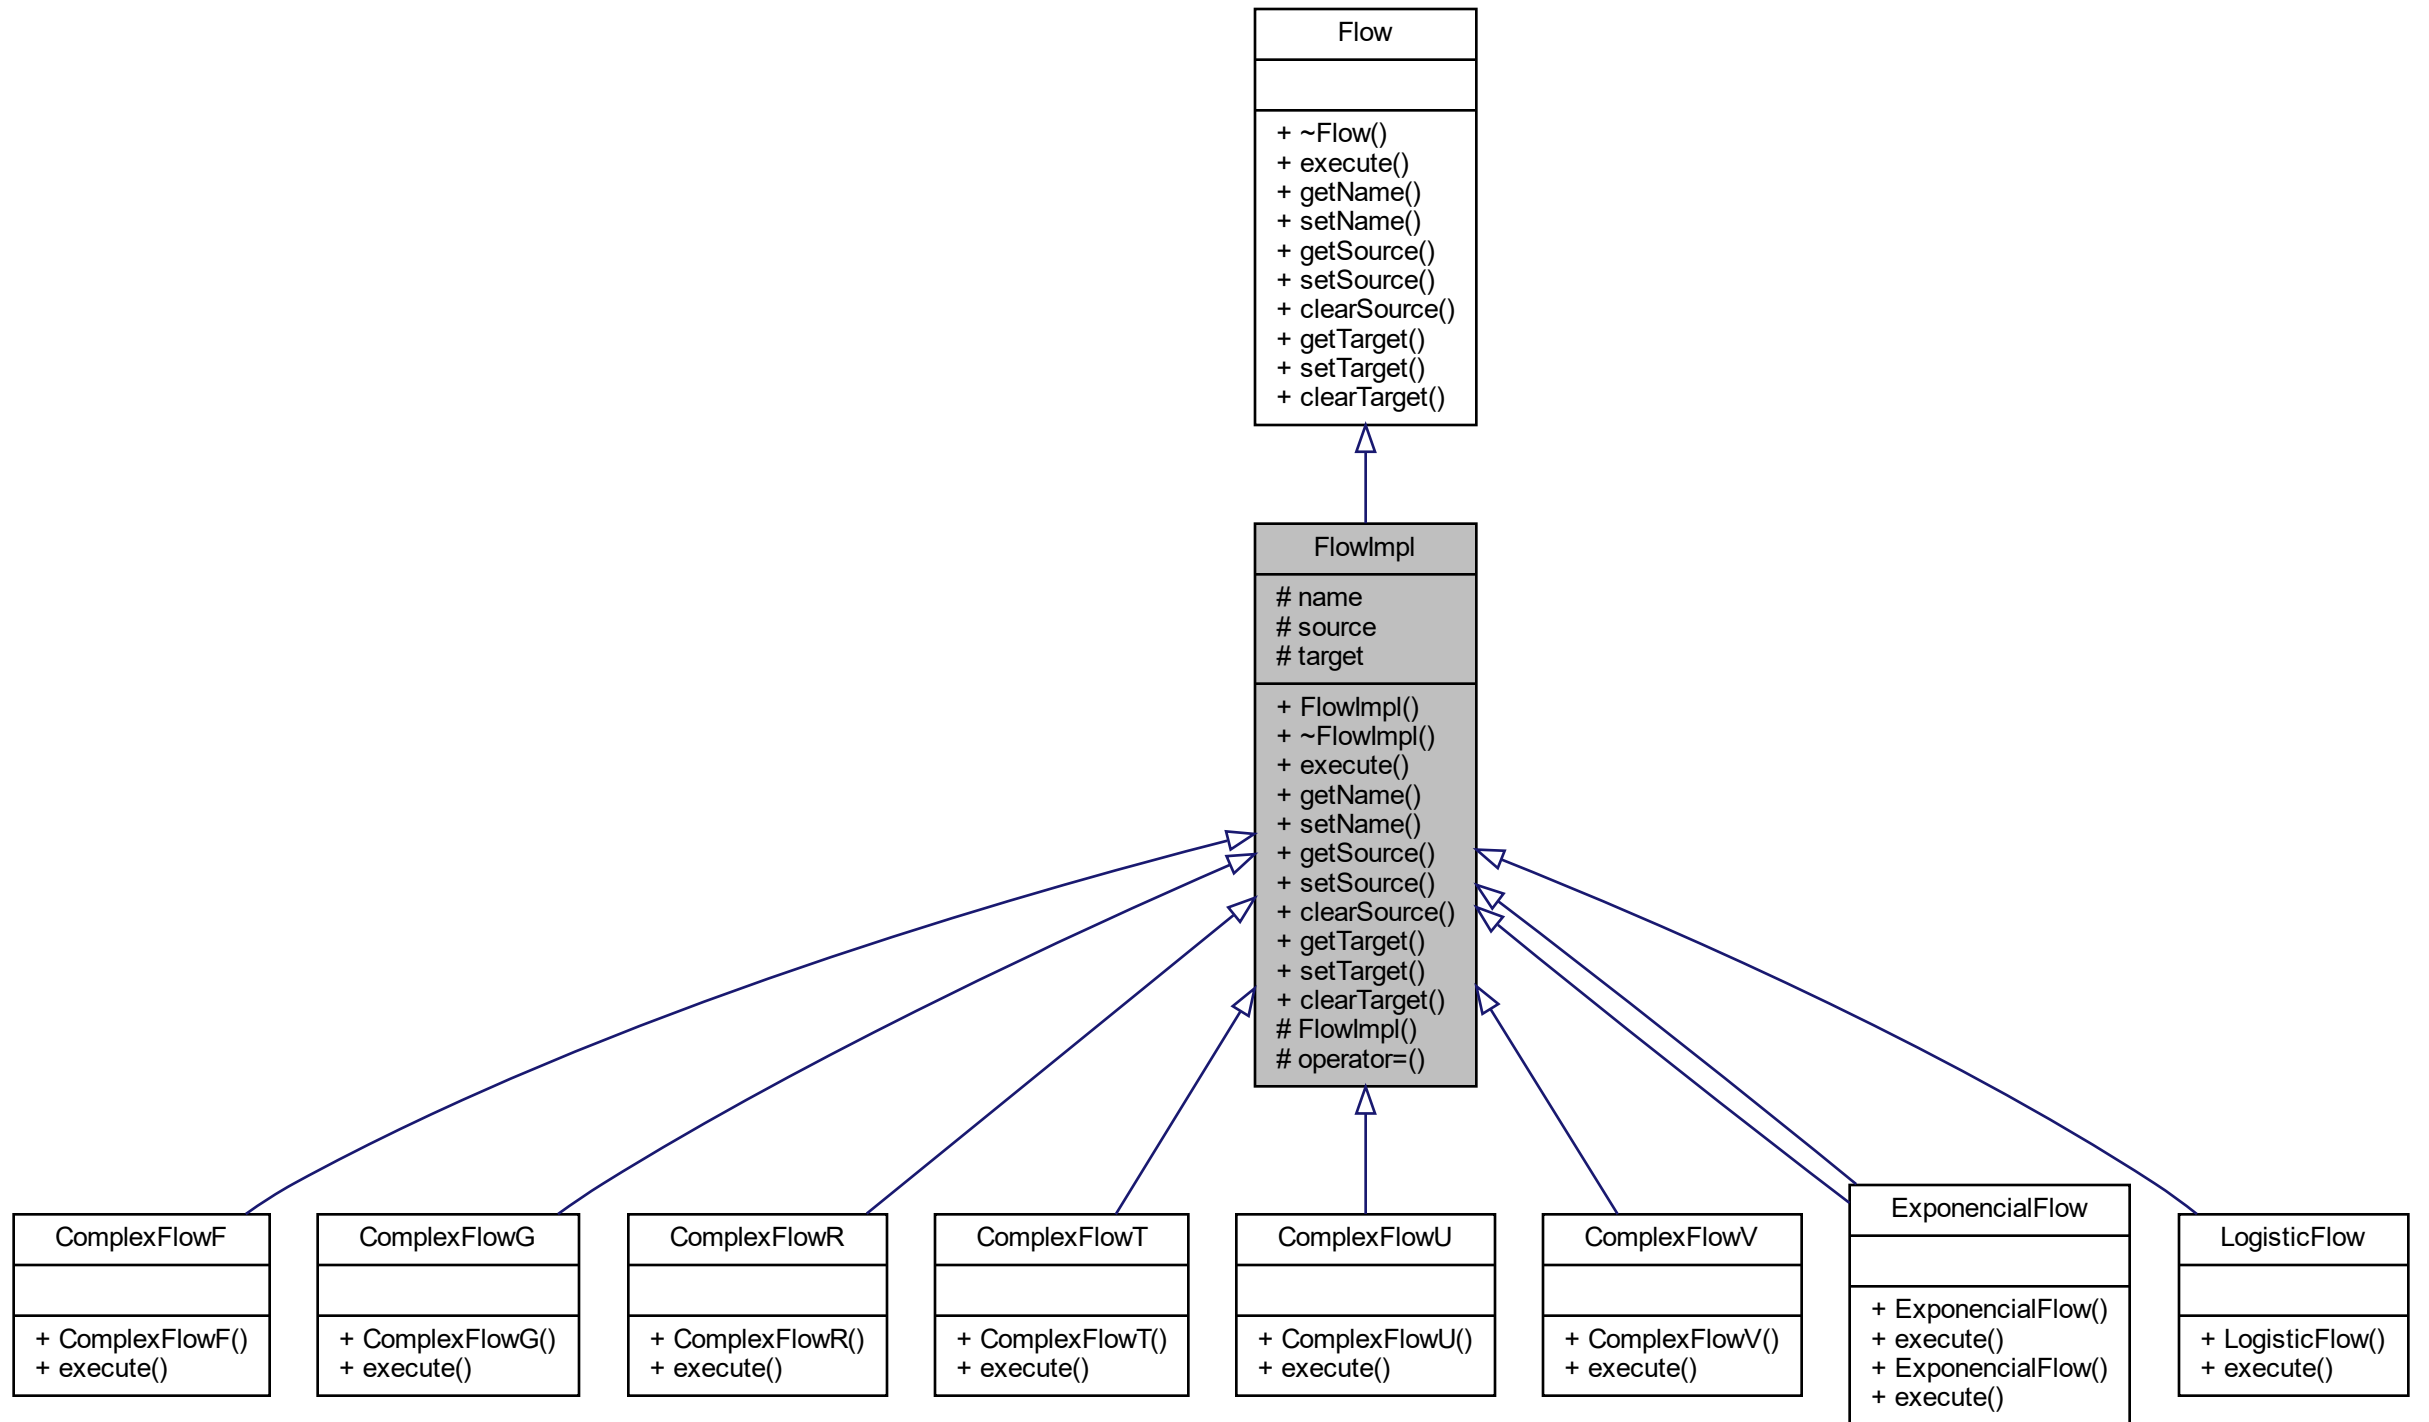 Flow
+ ~Flow()
+ execute()
+ getName()
+ setName()
+ getSource()
+ setSource()
+ clearSource()
+ getTarget()
+ setTarget()
+ clearTarget()
FlowImpl
# name
# source
# target
+ FlowImpl()
+ ~FlowImpl()
+ execute()
+ getName()
+ setName()
+ getSource()
+ setSource()
+ clearSource()
+ getTarget()
+ setTarget()
+ clearTarget()
# FlowImpl()
# operator=()
ComplexFlowF
+ ComplexFlowF()
+ execute()
ComplexFlowG
+ ComplexFlowG()
+ execute()
ComplexFlowR
+ ComplexFlowR()
+ execute()
ComplexFlowT
+ ComplexFlowT()
+ execute()
ComplexFlowU
+ ComplexFlowU()
+ execute()
ComplexFlowV
+ ComplexFlowV()
+ execute()
ExponencialFlow
+ ExponencialFlow()
+ execute()
+ ExponencialFlow()
+ execute()
LogisticFlow
+ LogisticFlow()
+ execute()